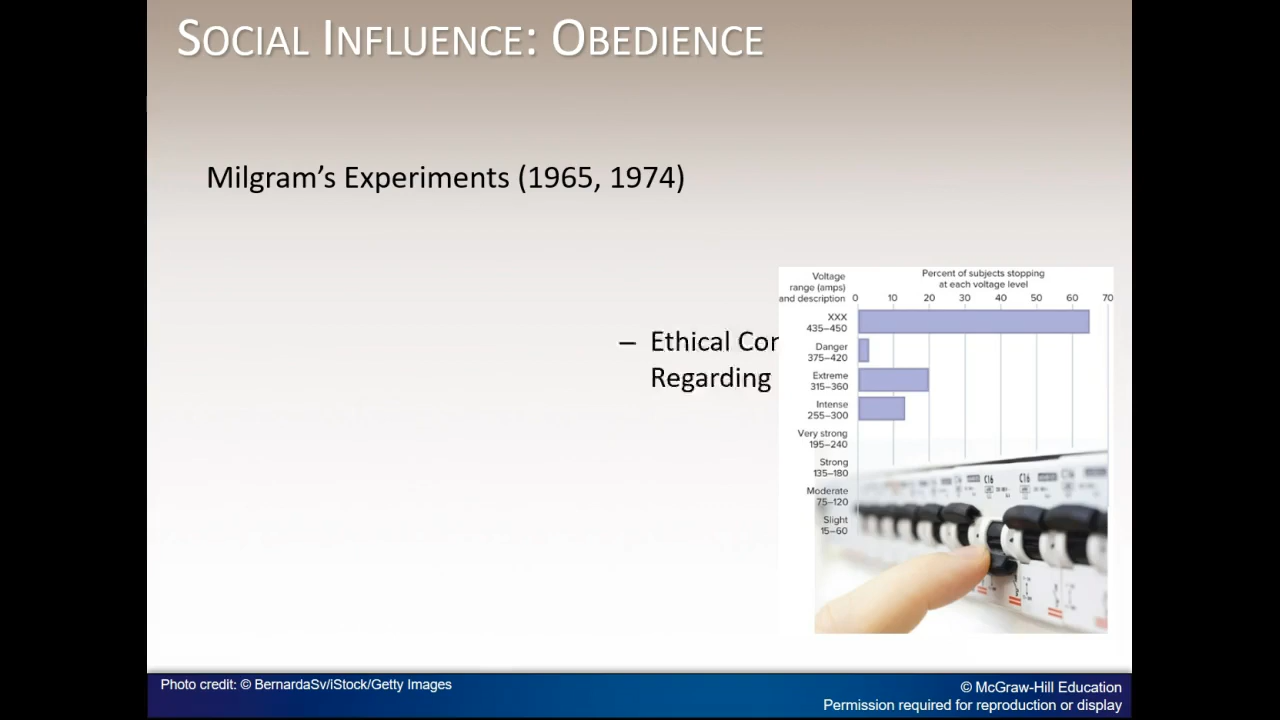 SOCIAL INFLUENCE: OBEDIENCE
Milgram’s Experiments (1965, 1974)
– Ethical Con
Regarding
Voltage
range (amps)
and description
Percent of subjects stopping
at each voltage level
0 10 20 30 40 50 60 70
XXX
435–450
Danger
375–420
Extreme
315–360
Intense
255–300
Very strong
195–240
Strong
135–180
Moderate
75–120
Slight
15–60
C16 C16
Photo credit: © BernardaSv/iStock/Getty Images
© McGraw-Hill Education
Permission required for reproduction or display